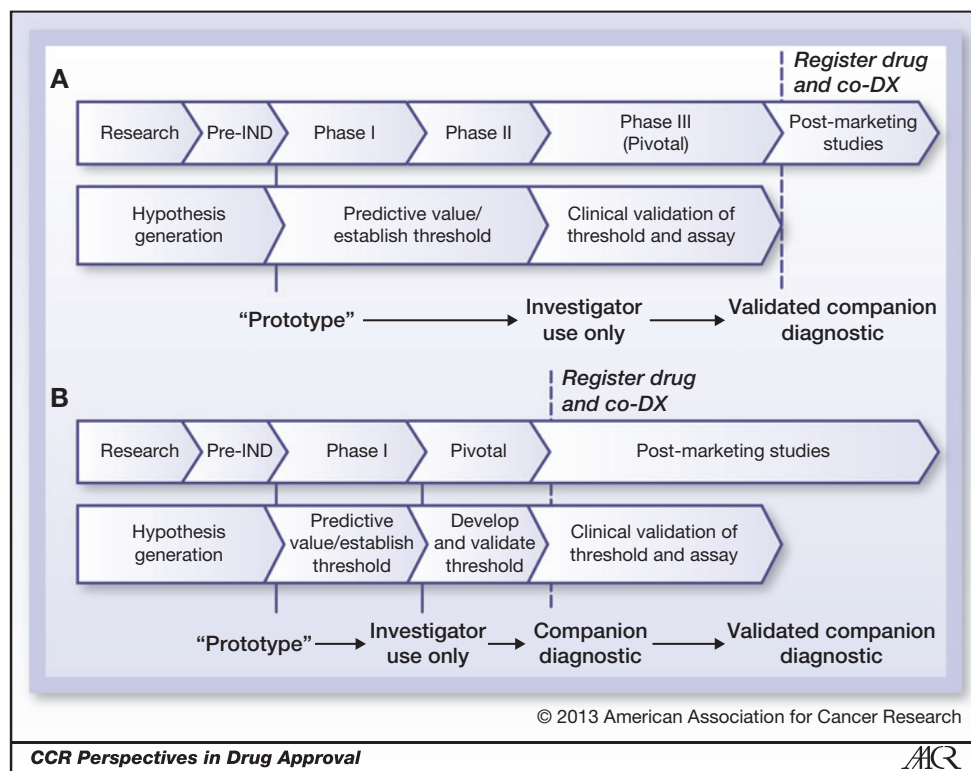 A
Register drug
and co-DX
Research
Pre-IND
Phase I
Phase II
Phase III
(Pivotal)
Post-marketing
studies
Hypothesis
generation
Predictive value/
establish threshold
Clinical validation of
threshold and assay
“Prototype”
Investigator
use only
Validated companion
diagnostic
B
Register drug
and co-DX
Research
Pre-IND
Phase I
Pivotal
Post-marketing studies
Hypothesis
generation
Predictive
value/establish
threshold
Develop
and validate
threshold
Clinical validation of
threshold and assay
“Prototype”
Investigator
use only
Companion
diagnostic
Validated companion
diagnostic
© 2013 American Association for Cancer Research
CCR Perspectives in Drug Approval
AACR